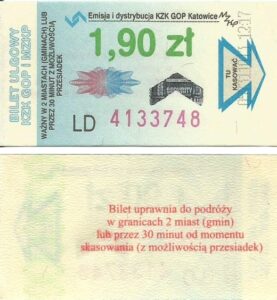 Emisja i dystrybucja KZK GOP Katowice
1,90 zł
BILET ULGOWY
KZK GOP I MZKP
WAŻNY W 2 MIASTACH (GMINACH) LUB
PRZEZ 30 MINUT Z MOŻLIWOŚCIĄ
PRZESIADEK
TU
KASOWAĆ
LD 4133748
Bilet uprawnia do podróży
w granicach 2 miast (gmin)
lub przez 30 minut od momentu
skasowania (z możliwością przesiadek)